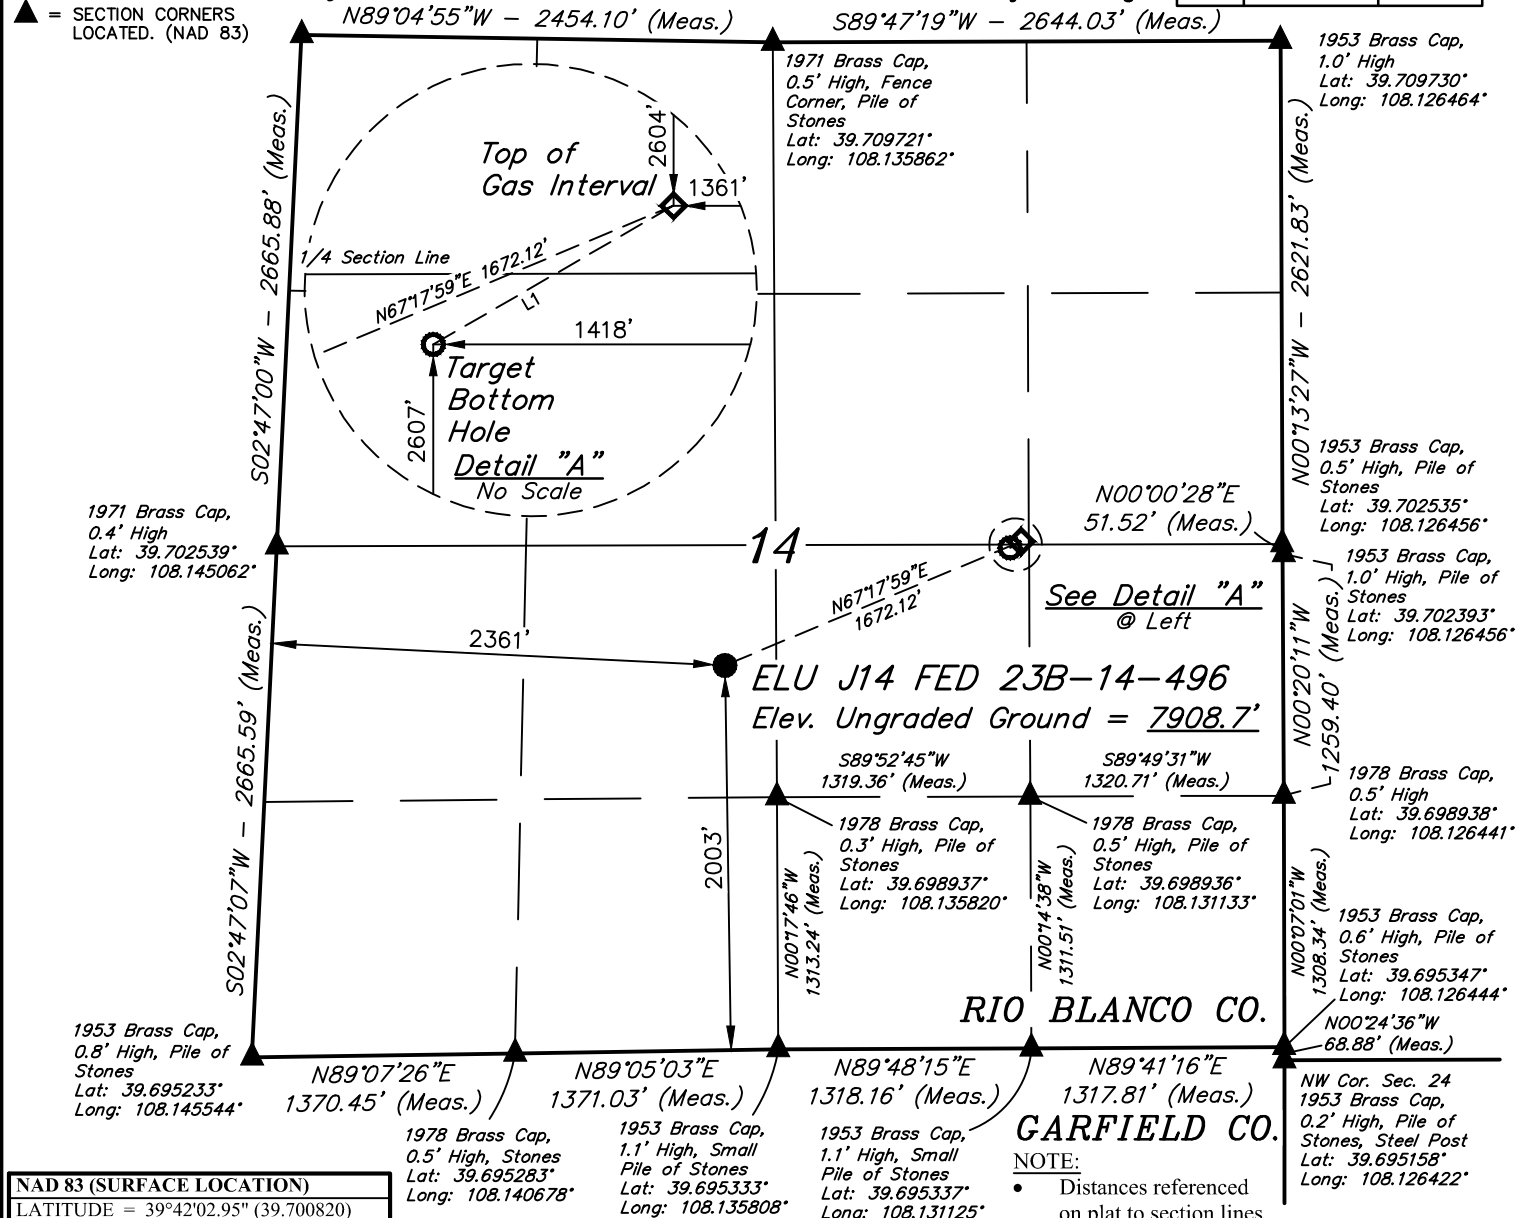 = SECTION CORNERS
LOCATED. (NAD 83)
N89°04'55"W - 2454.10' (Meas.)
S89°47'19"W - 2644.03' (Meas.)
1953 Brass Cap,
1.0' High
Lat: 39.709730°
Long: 108.126464°
1971 Brass Cap,
0.5' High, Fence
Corner, Pile of
Stones
Lat: 39.709721°
Long: 108.135862°
S02°47'00"W - 2665.88' (Meas.)
N00°13'27"W - 2621.83' (Meas.)
2604'
Top of
Gas Interval
1361'
1/4 Section Line
N67°17'59"E 1672.12'
L1
1418'
Target
Bottom
Hole
2607'
Detail "A"
No Scale
1953 Brass Cap,
0.5' High, Pile of
Stones
Lat: 39.702535°
Long: 108.126456°
N00°00'28"E
51.52' (Meas.)
1971 Brass Cap,
0.4' High
Lat: 39.702539°
Long: 108.145062°
14
1953 Brass Cap,
1.0' High, Pile of
Stones
Lat: 39.702393°
Long: 108.126456°
N67°17'59"E
1672.12'
See Detail "A"
@ Left
2361'
S02°47'07"W - 2665.59' (Meas.)
N00°20'11"W
1259.40' (Meas.)
ELU J14 FED 23B-14-496
Elev. Ungraded Ground = 7908.7'
S89°52'45"W
1319.36' (Meas.)
S89°49'31"W
1320.71' (Meas.)
1978 Brass Cap,
0.5' High
Lat: 39.698938°
Long: 108.126441°
2003'
1978 Brass Cap,
0.3' High, Pile of
Stones
Lat: 39.698937°
Long: 108.135820°
1978 Brass Cap,
0.5' High, Pile of
Stones
Lat: 39.698936°
Long: 108.131133°
N00°17'46"W
1313.24' (Meas.)
N00°14'38"W
1311.51' (Meas.)
N00°07'01"W
1308.34' (Meas.)
1953 Brass Cap,
0.6' High, Pile of
Stones
Lat: 39.695347°
Long: 108.126444°
RIO BLANCO CO.
N00°24'36"W
68.88' (Meas.)
1953 Brass Cap,
0.8' High, Pile of
Stones
Lat: 39.695233°
Long: 108.145544°
N89°07'26"E
1370.45' (Meas.)
N89°05'03"E
1371.03' (Meas.)
N89°48'15"E
1318.16' (Meas.)
N89°41'16"E
1317.81' (Meas.)
NW Cor. Sec. 24
1953 Brass Cap,
0.2' High, Pile of
Stones, Steel Post
Lat: 39.695158°
Long: 108.126422°
GARFIELD CO.
1978 Brass Cap,
0.5' High, Stones
Lat: 39.695283°
Long: 108.140678°
1953 Brass Cap,
1.1' High, Small
Pile of Stones
Lat: 39.695333°
Long: 108.135808°
1953 Brass Cap,
1.1' High, Small
Pile of Stones
Lat: 39.695337°
Long: 108.131125°
NOTE:
• Distances referenced
on plat to section lines
NAD 83 (SURFACE LOCATION)
LATITUDE = 39°42'02.95" (39.700820)